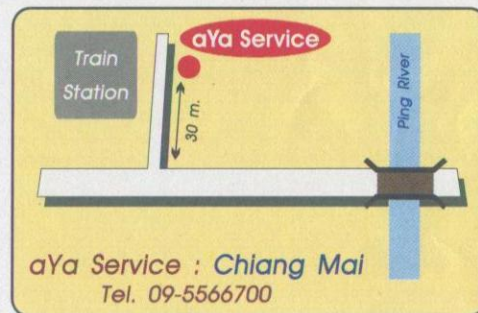 aYa Service
Train
Station
30 m.
Ping River
aYa Service : Chiang Mai
Tel. 09-5566700